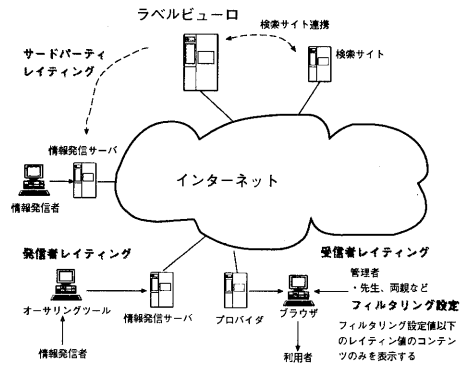 ラベルビューロ
検索サイト連携
検索サイト
サードパーティ
レイティング
情報発信サーバ
情報発信者
インターネット
発信者レイティング
オーサリングツール
情報発信者
情報発信サーバ
プロバイダ
ブラウザ
利用者
受信者レイティング
管理者
・先生、両親など
フィルタリング設定
フィルタリング設定値以下
のレイティン値のコンテン
ツのみを表示する